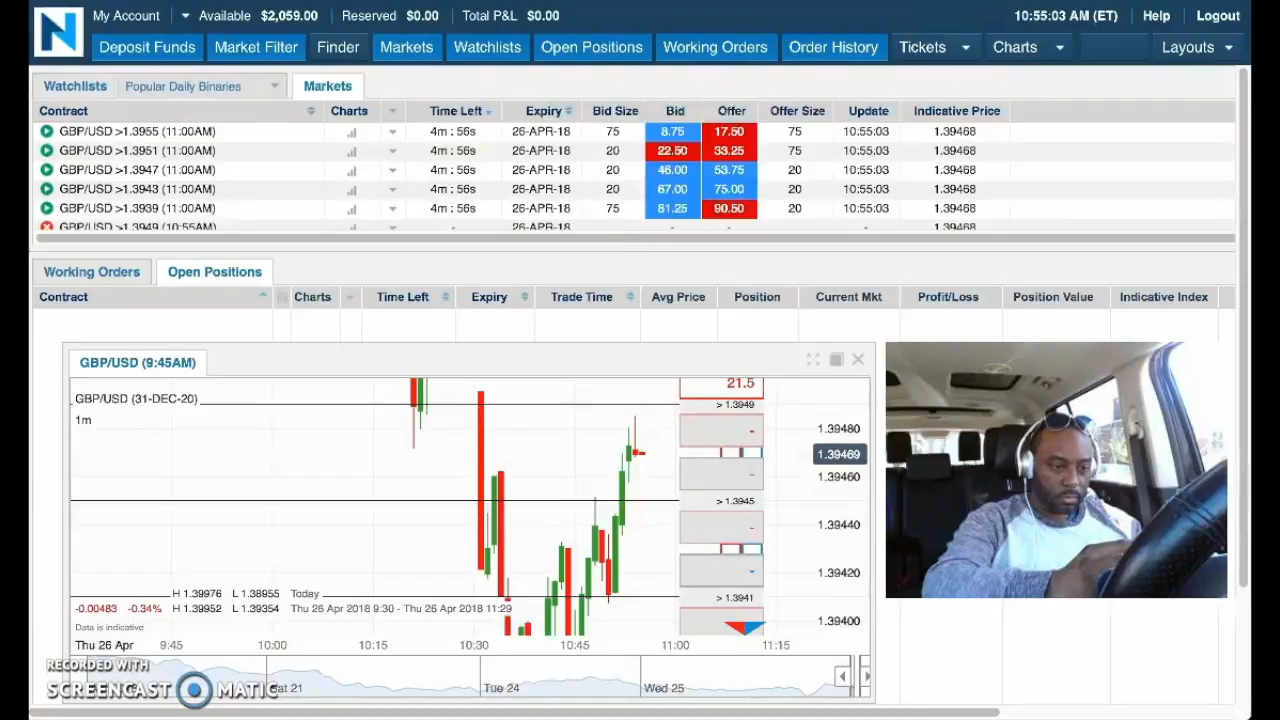 My Account Available $2,059.00 Reserved $0.00 Total P&L $0.00 10:55:03 AM (ET) Help Logout
N
Deposit Funds Market Filter Finder Markets Watchlists Open Positions Working Orders Order History Tickets Charts Layouts
Watchlists Popular Daily Binaries Markets
Contract Charts Time Left Expiry Bid Size Bid Offer Offer Size Update Indicative Price
GBP/USD >1.3955 (11:00AM) 4m : 56s 26-APR-18 75 8.75 17.50 75 10:55:03 1.39468
GBP/USD >1.3951 (11:00AM) 4m : 56s 26-APR-18 20 22.50 33.25 75 10:55:03 1.39468
GBP/USD >1.3947 (11:00AM) 4m : 56s 26-APR-18 20 46.00 53.75 20 10:55:03 1.39468
GBP/USD >1.3943 (11:00AM) 4m : 56s 26-APR-18 20 67.00 75.00 20 10:55:03 1.39468
GBP/USD >1.3939 (11:00AM) 4m : 56s 26-APR-18 75 81.25 90.50 20 10:55:03 1.39468
GBP/USD >1.3949 (10:55AM) - 26-APR-18 - - - 1.39468
Working Orders Open Positions
Contract Charts Time Left Expiry Trade Time Avg Price Position Current Mkt Profit/Loss Position Value Indicative Index
GBP/USD (9:45AM)
21.5
GBP/USD (31-DEC-20)
> 1.3949
1m
-
1.39480
1.39469
-
1.39460
> 1.3945
-
1.39440
-
1.39420
H 1.39976 L 1.38955 Today
> 1.3941
-0.00483 -0.34% H 1.39952 L 1.39354 Thu 26 Apr 2018 9:30 - Thu 26 Apr 2018 11:29
1.39400
Data is indicative
Thu 26 Apr 9:45 10:00 10:15 10:30 10:45 11:00 11:15
RECORDED WITH
SCREENCAST MATIC
Sat 21 Tue 24 Wed 25